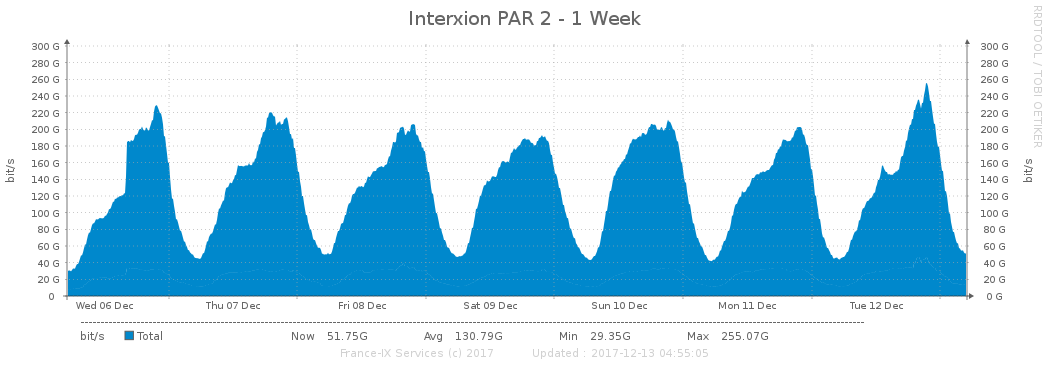 Interxion PAR 2 - 1 Week
RRDTOOL / TOBI OETIKER
300 G 300 G
280 G 280 G
260 G 260 G
240 G 240 G
220 G 220 G
200 G 200 G
180 G 180 G
160 G 160 G
140 G 140 G
120 G 120 G
100 G 100 G
80 G 80 G
60 G 60 G
40 G 40 G
20 G 20 G
0 0 G
bit/s bit/s
Wed 06 Dec Thu 07 Dec Fri 08 Dec Sat 09 Dec Sun 10 Dec Mon 11 Dec Tue 12 Dec
bit/s Total Now 51.75G Avg 130.79G Min 29.35G Max 255.07G
France-IX Services (c) 2017 Updated : 2017-12-13 04:55:05